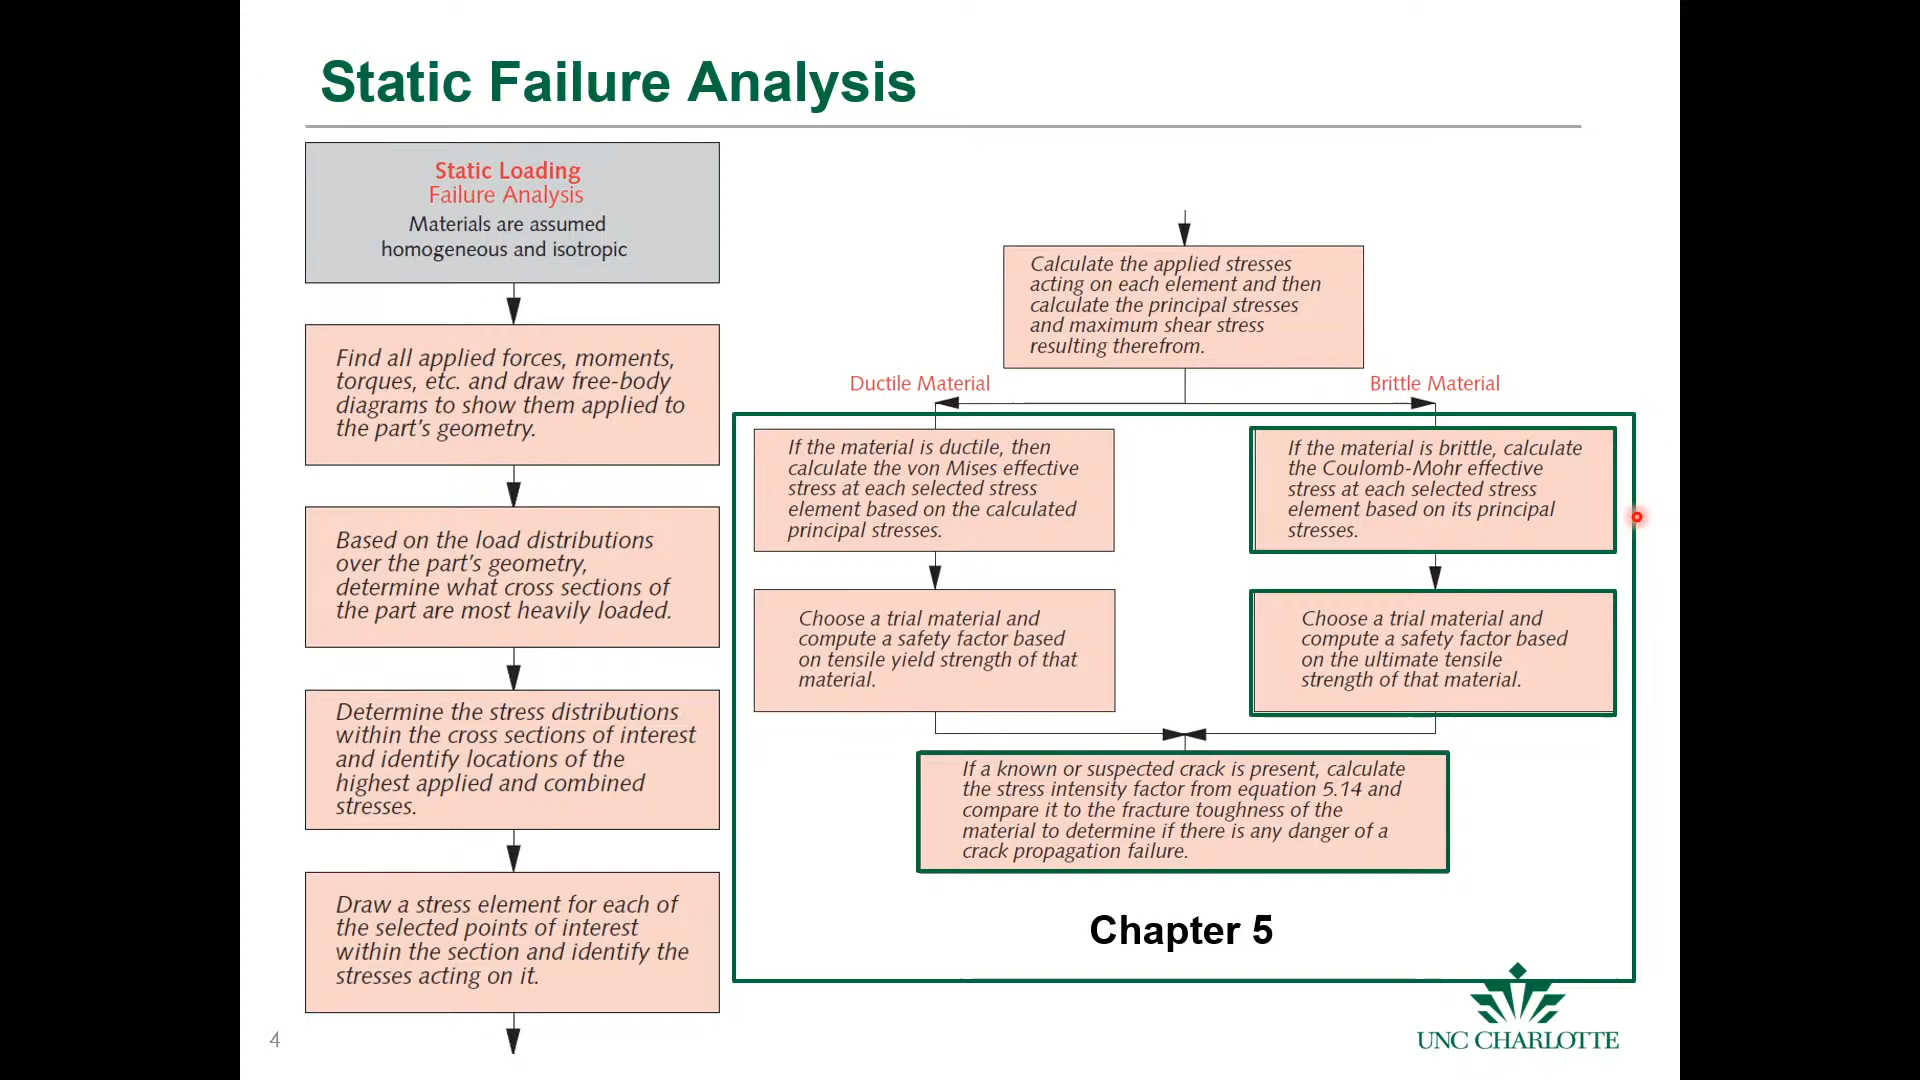 Static Failure Analysis
Static Loading
Failure Analysis
Materials are assumed
homogeneous and isotropic
Find all applied forces, moments,
torques, etc. and draw free-body
diagrams to show them applied to
the part's geometry.
Based on the load distributions
over the part's geometry,
determine what cross sections of
the part are most heavily loaded.
Determine the stress distributions
within the cross sections of interest
and identify locations of the
highest applied and combined
stresses.
Draw a stress element for each of
the selected points of interest
within the section and identify the
stresses acting on it.
Calculate the applied stresses
acting on each element and then
calculate the principal stresses
and maximum shear stress
resulting therefrom.
Ductile Material
Brittle Material
If the material is ductile, then
calculate the von Mises effective
stress at each selected stress
element based on the calculated
principal stresses.
If the material is brittle, calculate
the Coulomb-Mohr effective
stress at each selected stress
element based on its principal
stresses.
Choose a trial material and
compute a safety factor based
on tensile yield strength of that
material.
Choose a trial material and
compute a safety factor based
on the ultimate tensile
strength of that material.
If a known or suspected crack is present, calculate
the stress intensity factor from equation 5.14 and
compare it to the fracture toughness of the
material to determine if there is any danger of a
crack propagation failure.
Chapter 5
4
UNC CHARLOTTE